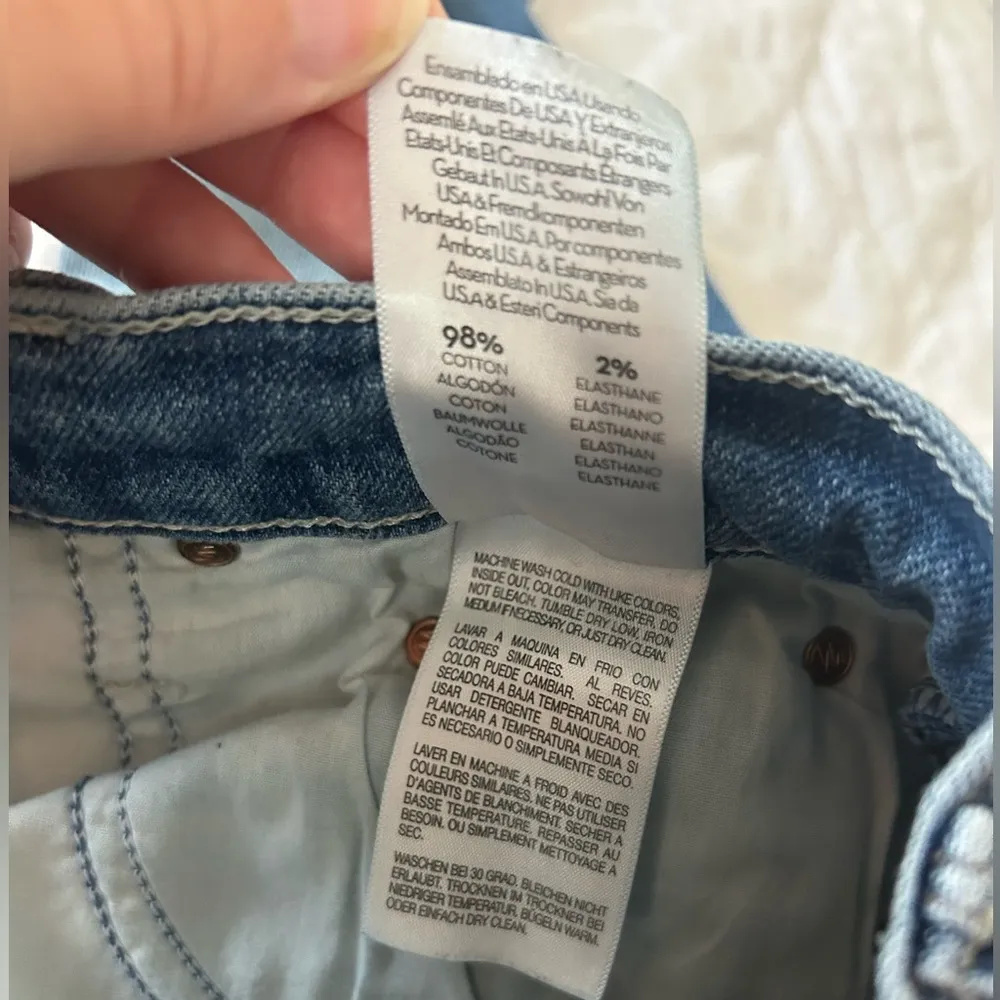 Ensamblado en U.S.A Usando
Componentes De USA Y Extranjeros
Assemlé Aux Etats-Unis A La Fois Par
Etats-Unis Et Composants Étrangers
Gebaut In U.S.A. Sowohl Von
USA & Fremdkomponenten
Montado Em U.S.A. Por componentes
Ambos U.S.A & Estrangeiros
Assemblato In U.S.A. Sia da
U.S.A & Esteri Components
98%
COTTON
ALGODÓN
COTON
BAUMWOLLE
ALGODÃO
COTONE
2%
ELASTHANE
ELASTHANO
ELASTHANNE
ELASTHAN
ELASTHANO
ELASTHANE
MACHINE WASH COLD WITH LIKE COLORS,
INSIDE OUT, COLOR MAY TRANSFER, DO
NOT BLEACH, TUMBLE DRY LOW, IRON
MEDIUM IF NECESSARY, OR JUST DRY CLEAN.
LAVAR A MAQUINA EN FRIO CON
COLORES SIMILARES. AL REVES.
COLOR PUEDE CAMBIAR. SECAR EN
SECADORA A BAJA TEMPERATURA. NO
USAR DETERGENTE BLANQUEADOR.
PLANCHAR A TEMPERATURA MEDIA SI
ES NECESARIO O SIMPLEMENTE SECO.
LAVER EN MACHINE A FROID AVEC DES
COULEURS SIMILAIRES. NE PAS UTILISER
D'AGENTS DE BLANCHIMENT. SECHER A
BASSE TEMPERATURE. REPASSER AU
BESOIN. OU SIMPLEMENT METTOYAGE A
SEC.
WASCHEN BEI 30 GRAD. BLEICHEN NICHT
ERLAUBT. TROCKNEN IM TROCKNER BEI
NIEDRIGER TEMPERATUR. BÜGELN WARM.
ODER EINFACH DRY CLEAN.